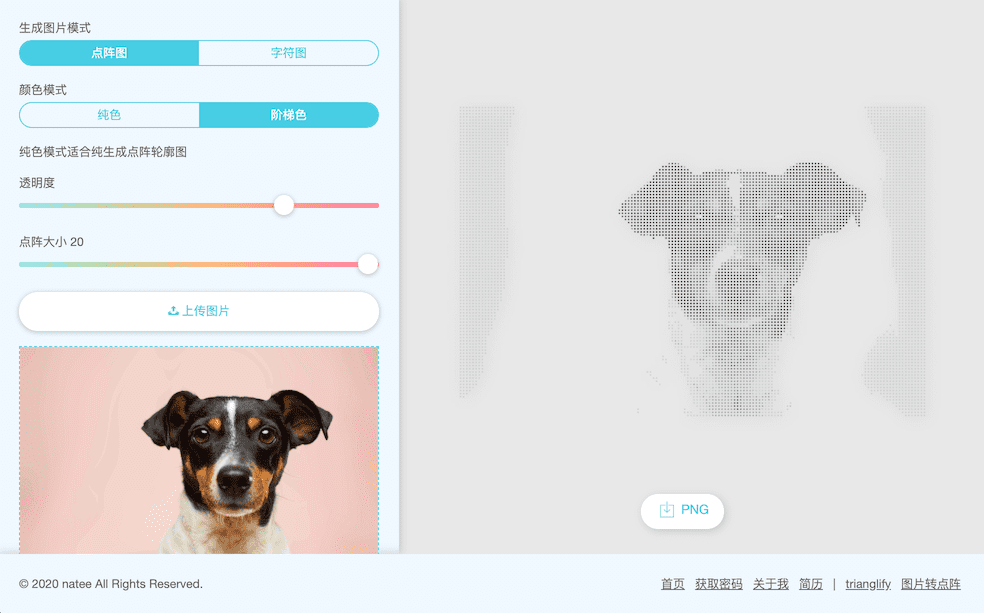 生成图片模式
点阵图 字符图
颜色模式
纯色 阶梯色
纯色模式适合纯生成点阵轮廓图
透明度
点阵大小 20
上传图片
PNG
© 2020 natee All Rights Reserved.
首页 获取密码 关于我 简历 | trianglify 图片转点阵